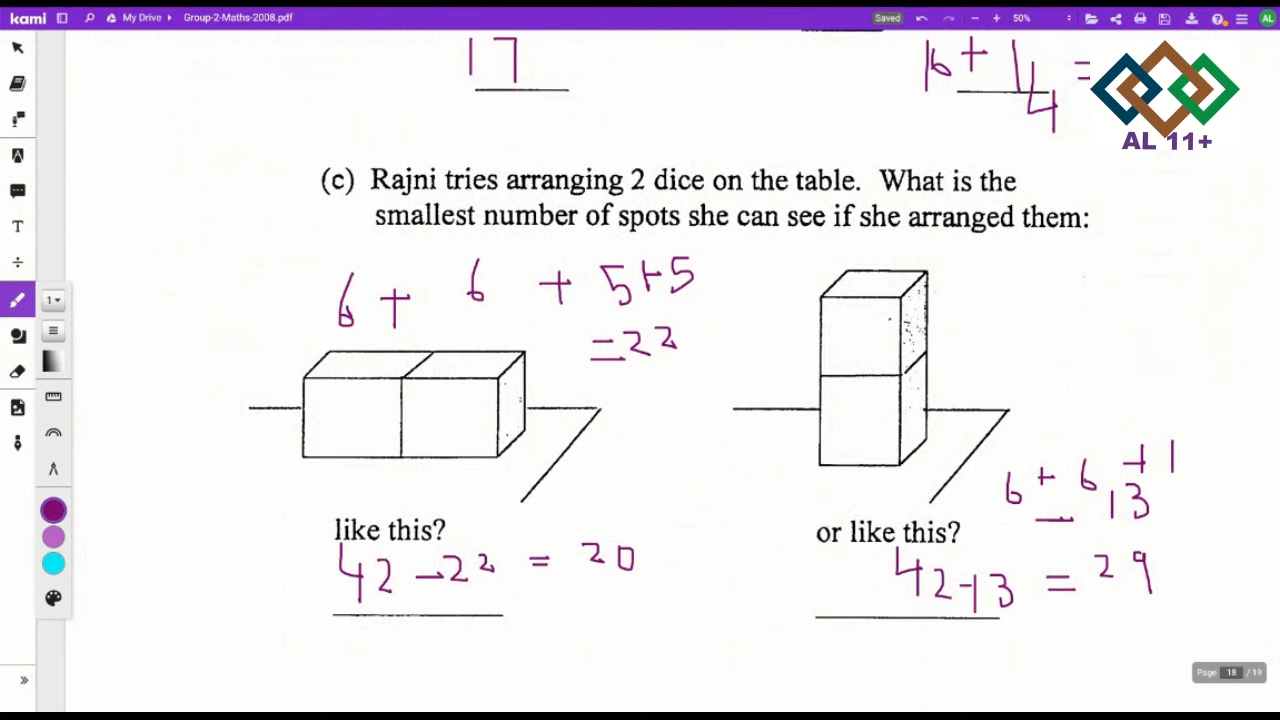 kami My Drive Group-2-Maths-2008.pdf Saved 50% AL
17
16 + 14 =
AL 11+
(c) Rajni tries arranging 2 dice on the table. What is the
smallest number of spots she can see if she arranged them:
6 + 6 + 5+5
=22
1
T
6 + 6 +1
= 13
like this?
or like this?
42 - 22 = 20
42-13 = 29
Page 18 / 19